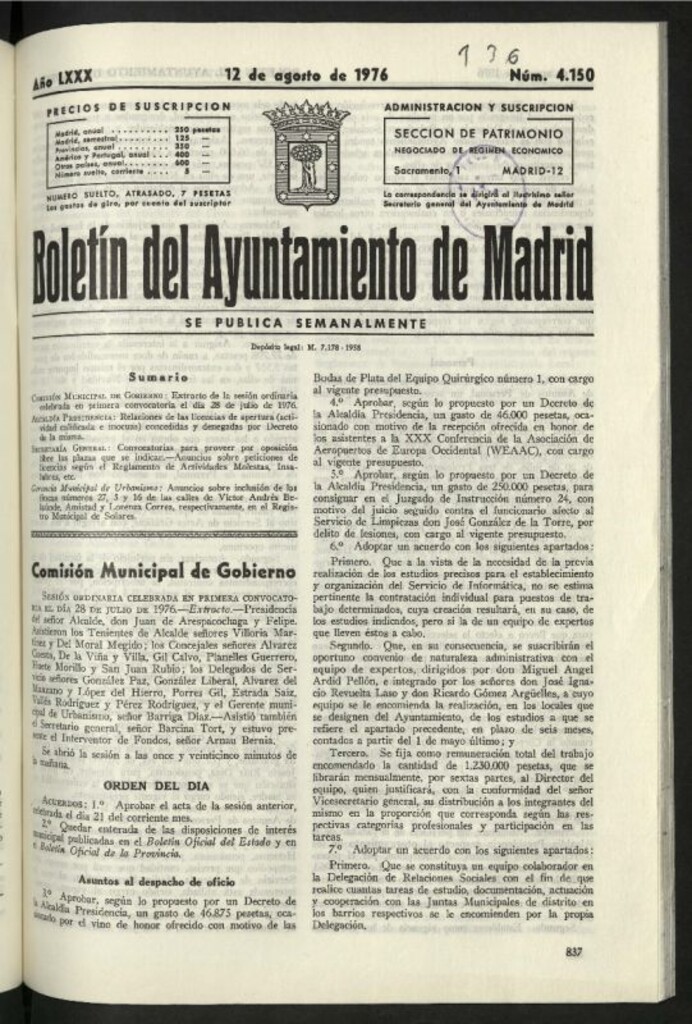 136
Año LXXX 12 de agosto de 1976 Núm. 4.150
PRECIOS DE SUSCRIPCION
Madrid, anual .......... 250 pesetas
Madrid, semestral ........ 125 —
Provincias, anual ...... 350 —
América y Portugal, anual ... 400 —
Otros países, anual ...... 600 —
Número suelto, corriente .... 5 —
NUMERO SUELTO, ATRASADO, 7 PESETAS
Los gastos de giro, por cuenta del suscriptor
ADMINISTRACION Y SUSCRIPCION
SECCION DE PATRIMONIO
NEGOCIADO DE REGIMEN ECONOMICO
Sacramento, 1 MADRID-12
La correspondencia se dirigirá al ilustrísimo señor
Secretario general del Ayuntamiento de Madrid
Boletín del Ayuntamiento de Madrid
SE PUBLICA SEMANALMENTE
Depósito legal: M. 7.178 - 1958
Sumario
COMISIÓN MUNICIPAL DE GOBIERNO: Extracto de la sesión ordinaria
celebrada en primera convocatoria el día 28 de julio de 1976.
ALCALDÍA PRESIDENCIA: Relaciones de las licencias de apertura (acti-
vidad calificada e inocua) concedidas y denegadas por Decreto
de la misma.
SECRETARÍA GENERAL: Convocatorias para proveer por oposición
libre las plazas que se indican.—Anuncios sobre peticiones de
licencias según el Reglamento de Actividades Molestas, Insa-
lubres, etc.
Gerencia Municipal de Urbanismo: Anuncios sobre inclusión de las
fincas números 27, 3 y 16 de las calles de Víctor Andrés Be-
laúnde, Amistad y Lorenza Correa, respectivamente, en el Regis-
tro Municipal de Solares.
Comisión Municipal de Gobierno
SESIÓN ORDINARIA CELEBRADA EN PRIMERA CONVOCATO-
RIA EL DÍA 28 DE JULIO DE 1976.—Extracto.—Presidencia
del señor Alcalde, don Juan de Arespacochaga y Felipe.
Asistieron los Tenientes de Alcalde señores Villoria Mar-
tínez y Del Moral Megido; los Concejales señores Alvarez
Costa, De la Viña y Villa, Gil Calvo, Planelles Guerrero,
Huete Morillo y San Juan Rubio; los Delegados de Ser-
vicio señores González Paz, González Liberal, Alvarez del
Manzano y López del Hierro, Porres Gil, Estrada Saiz,
Vallés Rodríguez y Pérez Rodríguez, y el Gerente munici-
pal de Urbanismo, señor Barriga Díaz.—Asistió también
el Secretario general, señor Barcina Tort, y estuvo pre-
sente el Interventor de Fondos, señor Arnau Bernia.
Se abrió la sesión a las once y veinticinco minutos de
la mañana.
ORDEN DEL DIA
ACUERDOS: 1.º Aprobar el acta de la sesión anterior,
celebrada el día 21 del corriente mes.
2.º Quedar enterada de las disposiciones de interés
municipal publicadas en el Boletín Oficial del Estado y en
el Boletín Oficial de la Provincia.
Asuntos al despacho de oficio
3.º Aprobar, según lo propuesto por un Decreto de
la Alcaldía Presidencia, un gasto de 46.875 pesetas, oca-
sionado por el vino de honor ofrecido con motivo de las
Bodas de Plata del Equipo Quirúrgico número 1, con cargo
al vigente presupuesto.
4.º Aprobar, según lo propuesto por un Decreto de
la Alcaldía Presidencia, un gasto de 46.000 pesetas, oca-
sionado con motivo de la recepción ofrecida en honor de
los asistentes a la XXX Conferencia de la Asociación de
Aeropuertos de Europa Occidental (WEAAC), con cargo
al vigente presupuesto.
5.º Aprobar, según lo propuesto por un Decreto de
la Alcaldía Presidencia, un gasto de 250.000 pesetas, para
consignar en el Juzgado de Instrucción número 24, con
motivo del juicio seguido contra el funcionario afecto al
Servicio de Limpiezas don José González de la Torre, por
delito de lesiones, con cargo al vigente presupuesto.
6.º Adoptar un acuerdo con los siguientes apartados:
Primero. Que a la vista de la necesidad de la previa
realización de los estudios precisos para el establecimiento
y organización del Servicio de Informática, no se estima
pertinente la contratación individual para puestos de tra-
bajo determinados, cuya creación resultará, en su caso, de
los estudios indicados, pero sí la de un equipo de expertos
que lleven éstos a cabo.
Segundo. Que, en su consecuencia, se suscribirán el
oportuno convenio de naturaleza administrativa con el
equipo de expertos, dirigidos por don Miguel Angel
Ardid Pellón, e integrado por los señores don José Igna-
cio Revuelta Laso y don Ricardo Gómez Argüelles, a cuyo
equipo se le encomienda la realización, en los locales que
se designen del Ayuntamiento, de los estudios a que se
refiere el apartado precedente, en plazo de seis meses,
contados a partir del 1 de mayo último; y
Tercero. Se fija como remuneración total del trabajo
encomendado la cantidad de 1.230.000 pesetas, que se
librarán mensualmente, por sextas partes, al Director del
equipo, quien justificará, con la conformidad del señor
Vicesecretario general, su distribución a los integrantes del
mismo en la proporción que corresponda según las res-
pectivas categorías profesionales y participación en las
tareas.
7.º Adoptar un acuerdo con los siguientes apartados:
Primero. Que se constituya un equipo colaborador en
la Delegación de Relaciones Sociales con el fin de que
realice cuantas tareas de estudio, documentación, actuación
y cooperación con las Juntas Municipales de distrito en
los barrios respectivos se le encomienden por la propia
Delegación.
837